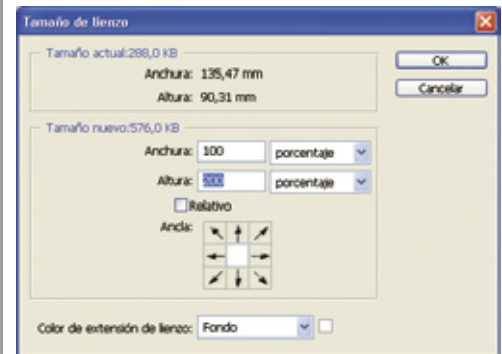 Tamaño de lienzo
Tamaño actual:288,0 KB
OK
Anchura: 135,47 mm
Cancelar
Altura: 90,31 mm
Tamaño nuevo:576,0 KB
Anchura: 100 porcentaje
Altura: 200 porcentaje
Relativo
Ancla:
Color de extensión de lienzo: Fondo